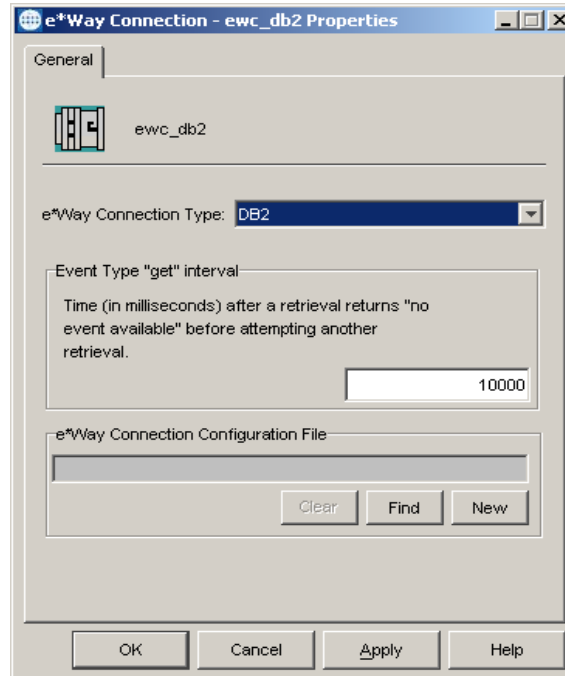 e*Way Connection - ewc_db2 Properties
General
ewc_db2
e*Way Connection Type: DB2
Event Type "get" interval
Time (in milliseconds) after a retrieval returns "no
event available" before attempting another
retrieval.
10000
e*Way Connection Configuration File
Clear Find New
OK Cancel Apply Help